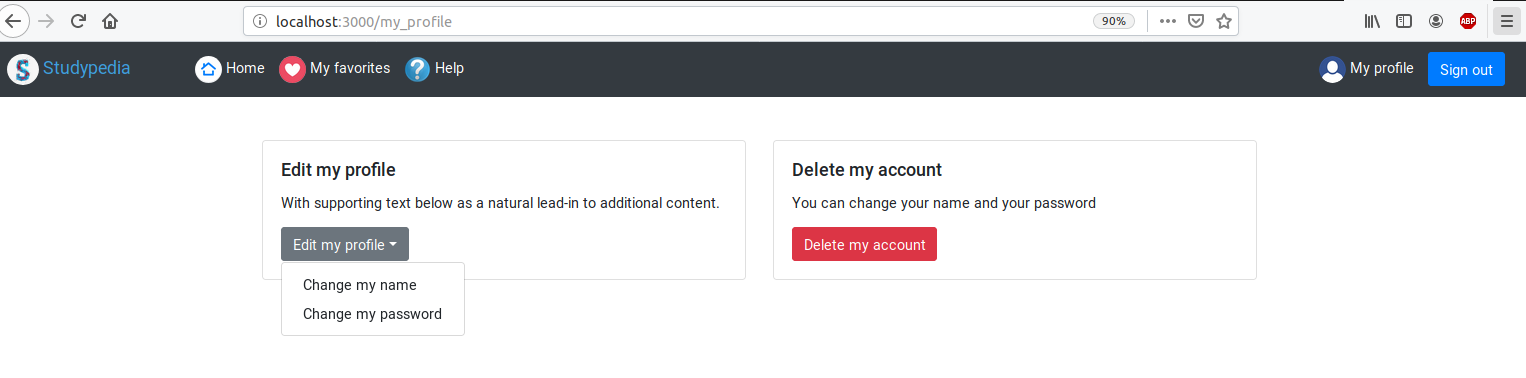 localhost:3000/my_profile
90%
ABP
S Studypedia
Home
My favorites
? Help
My profile
Sign out
Edit my profile
With supporting text below as a natural lead-in to additional content.
Edit my profile
Change my name
Change my password
Delete my account
You can change your name and your password
Delete my account